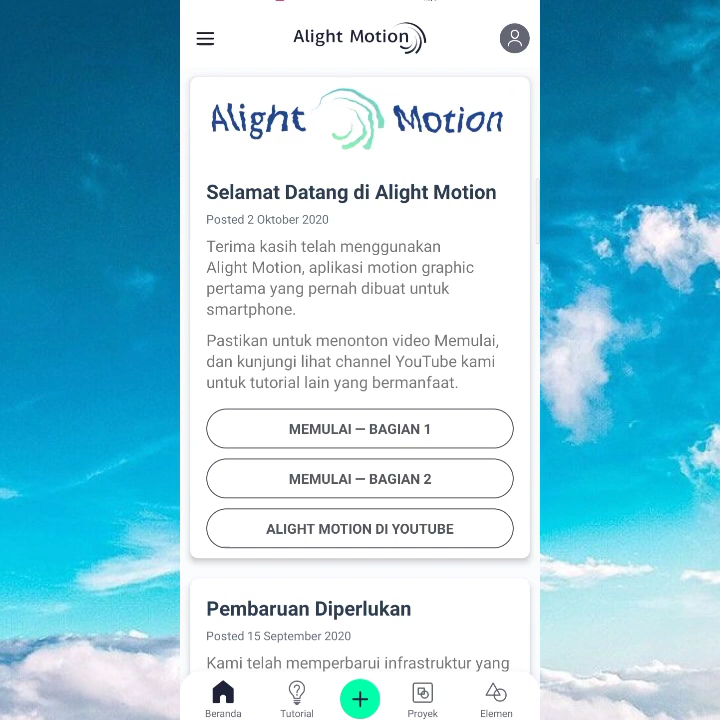 Alight Motion
Alight Motion
Selamat Datang di Alight Motion
Posted 2 Oktober 2020
Terima kasih telah menggunakan
Alight Motion, aplikasi motion graphic
pertama yang pernah dibuat untuk
smartphone.
Pastikan untuk menonton video Memulai,
dan kunjungi lihat channel YouTube kami
untuk tutorial lain yang bermanfaat.
MEMULAI — BAGIAN 1
MEMULAI — BAGIAN 2
ALIGHT MOTION DI YOUTUBE
Pembaruan Diperlukan
Posted 15 September 2020
Kami telah memperbarui infrastruktur yang
Beranda
Tutorial
Proyek
Elemen